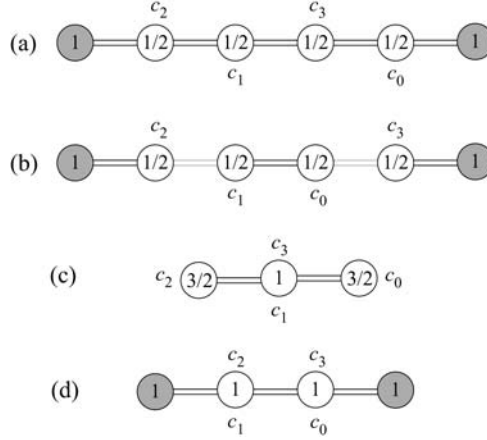 c₂ c₃
(a) 1 1/2 1/2 1/2 1/2 1
c₁ c₀
c₂ c₃
(b) 1 1/2 1/2 1/2 1/2 1
c₁ c₀
c₃
(c) c₂ 3/2 1 3/2 c₀
c₁
c₂ c₃
(d) 1 1 1 1
c₁ c₀